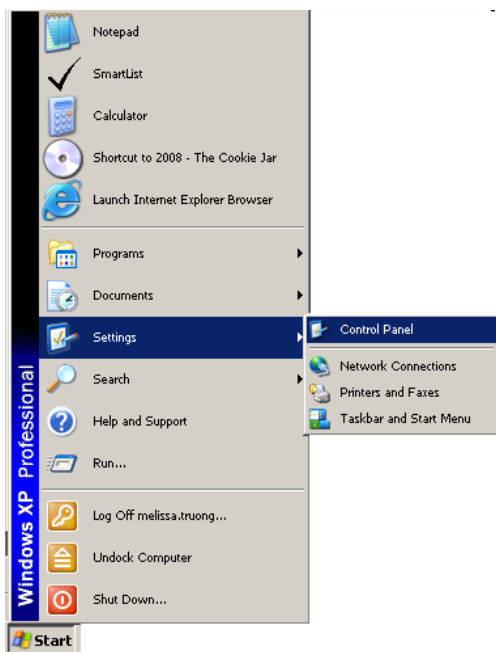 Notepad
SmartList
Calculator
Shortcut to 2008 - The Cookie Jar
Launch Internet Explorer Browser
Programs
Documents
Settings
Search
Help and Support
Run...
Log Off melissa.truong...
Undock Computer
Shut Down...
Control Panel
Network Connections
Printers and Faxes
Taskbar and Start Menu
Windows XP Professional
Start